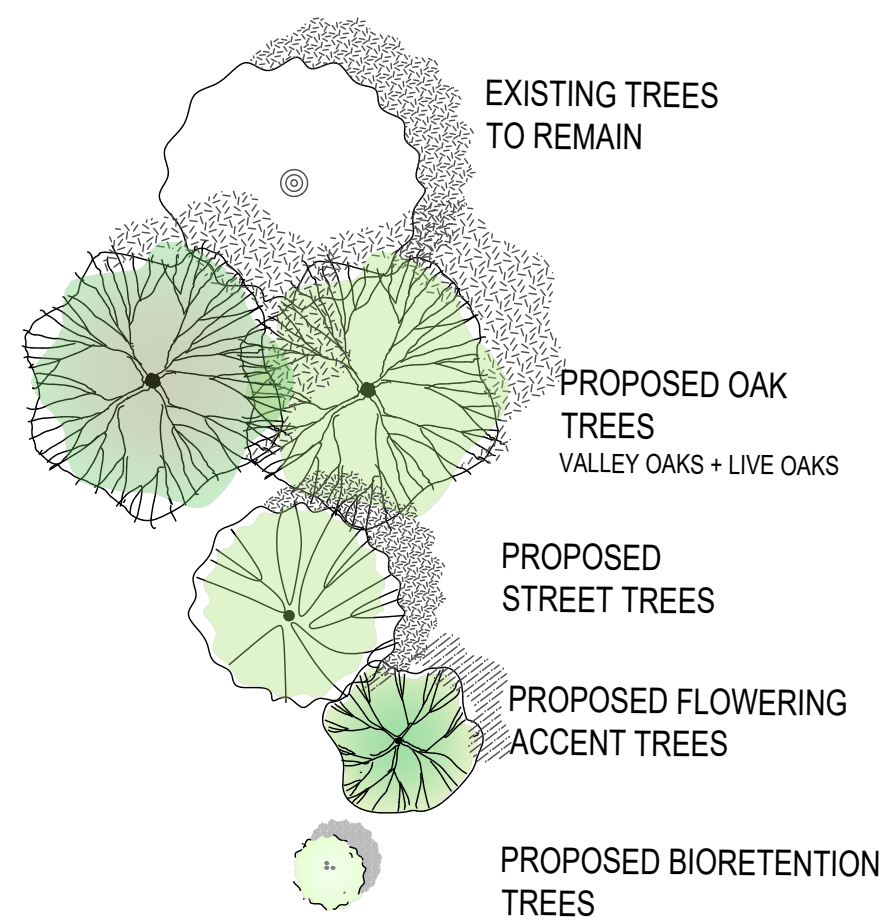 EXISTING TREES
TO REMAIN
PROPOSED OAK
TREES
VALLEY OAKS + LIVE OAKS
PROPOSED
STREET TREES
PROPOSED FLOWERING
ACCENT TREES
PROPOSED BIORETENTION
TREES